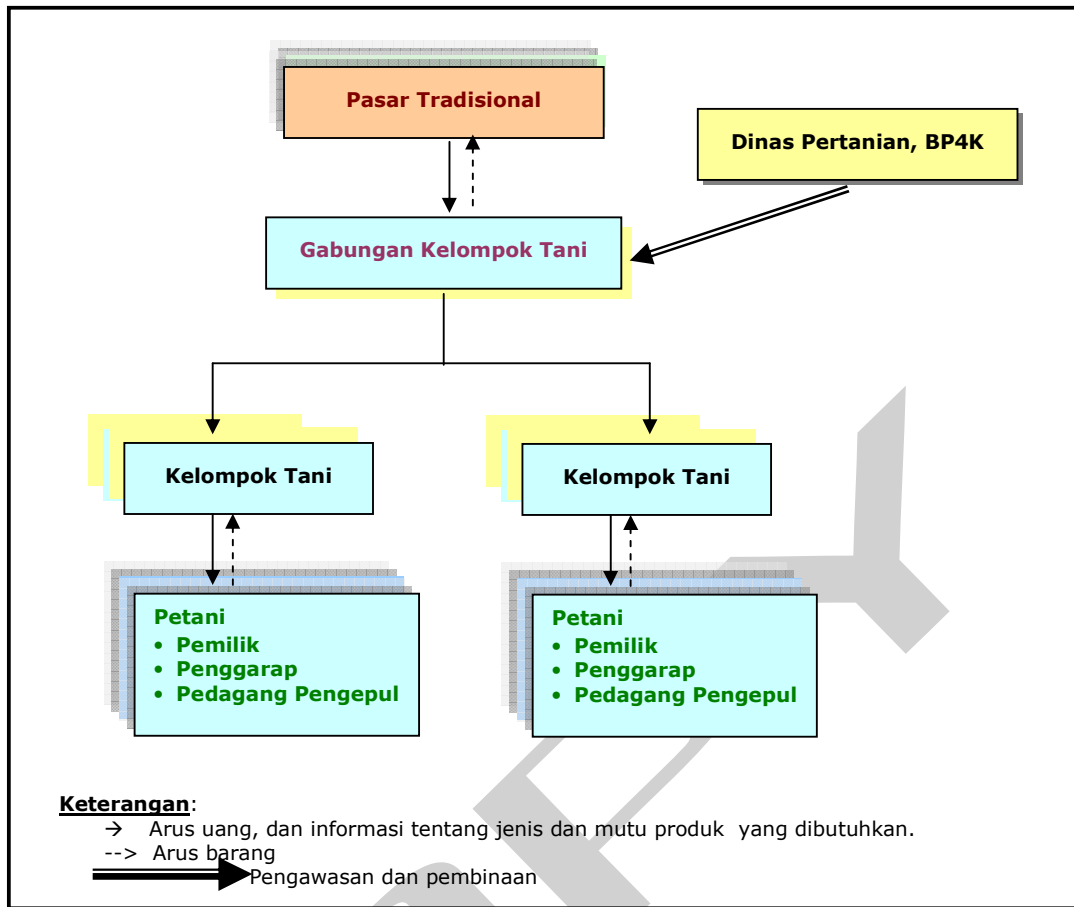 Pasar Tradisional
Dinas Pertanian, BP4K
Gabungan Kelompok Tani
Kelompok Tani
Kelompok Tani
Petani
• Pemilik
• Penggarap
• Pedagang Pengepul
Petani
• Pemilik
• Penggarap
• Pedagang Pengepul
Keterangan:
→ Arus uang, dan informasi tentang jenis dan mutu produk yang dibutuhkan.
--> Arus barang
Pengawasan dan pembinaan